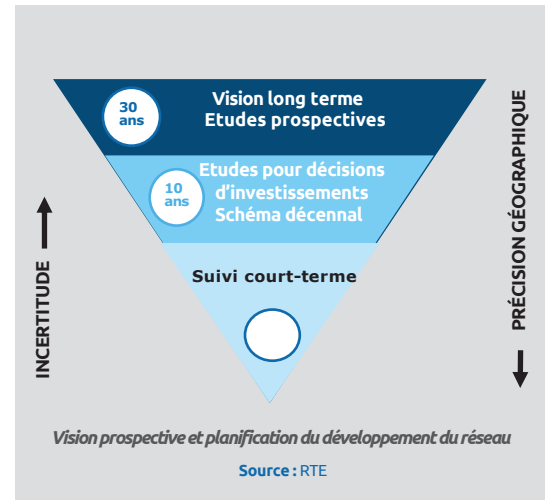 30
ans
Vision long terme
Etudes prospectives
10
ans
Etudes pour décisions
d'investissements
Schéma décennal
Suivi court-terme
INCERTITUDE
PRÉCISION GÉOGRAPHIQUE
Vision prospective et planification du développement du réseau
Source : RTE